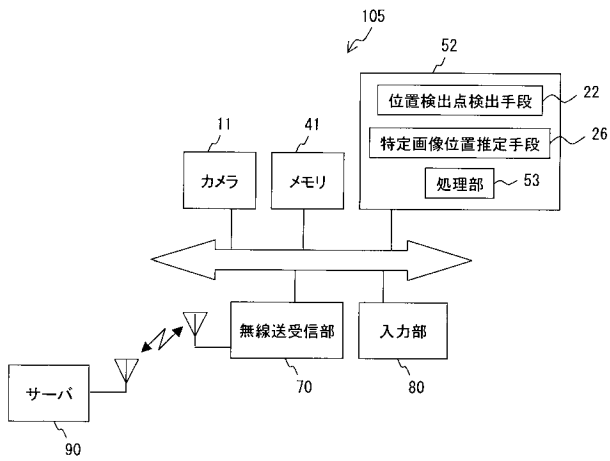 105
52
位置検出点検出手段
22
特定画像位置推定手段
26
処理部
53
11
カメラ
41
メモリ
無線送受信部
70
入力部
80
サーバ
90